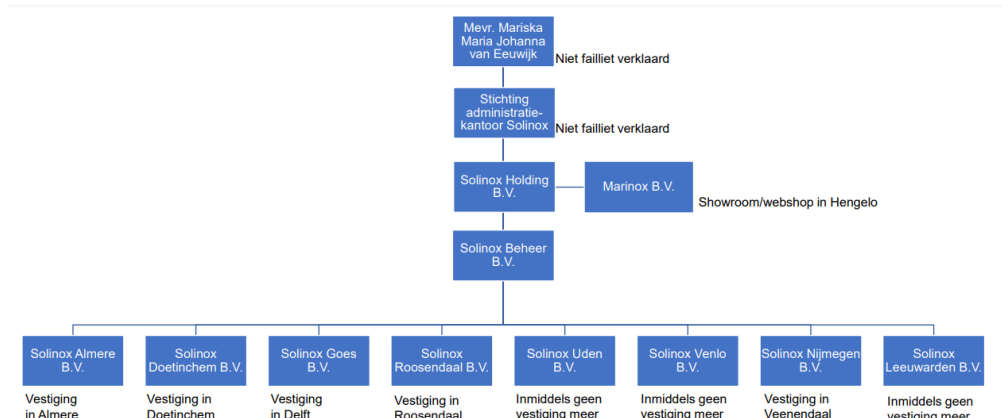 Mevr. Mariska
Maria Johanna
van Eeuwijk
Niet failliet verklaard
Stichting
administratie-
kantoor Solinox
Niet failliet verklaard
Solinox Holding
B.V.
Marinox B.V.
Showroom/webshop in Hengelo
Solinox Beheer
B.V.
Solinox Almere
B.V.
Solinox
Doetinchem B.V.
Solinox Goes
B.V.
Solinox
Roosendaal B.V.
Solinox Uden
B.V.
Solinox Venlo
B.V.
Solinox Nijmegen
B.V.
Solinox
Leeuwarden B.V.
Vestiging
in Almere
Vestiging in
Doetinchem
Vestiging
in Delft
Vestiging in
Roosendaal
Inmiddels geen
vestiging meer
Inmiddels geen
vestiging meer
Vestiging in
Veenendaal
Inmiddels geen
vestiging meer